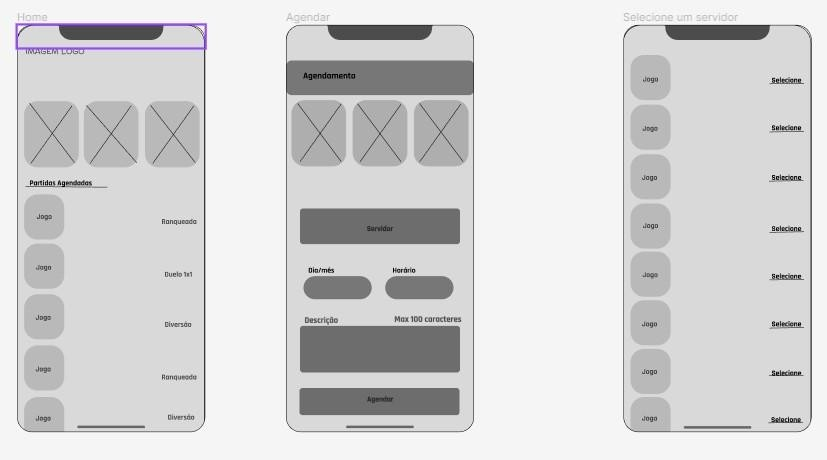 Home
IMAGEM LOGO
Partidas Agendadas
Jogo
Ranqueada
Jogo
Duelo 1x1
Jogo
Diversão
Jogo
Ranqueada
Jogo
Diversão
Agendar
Agendamento
Servidor
Dia/mês Horário
Descrição Max 100 caracteres
Agendar
Selecione um servidor
Jogo Selecione
Jogo Selecione
Jogo Selecione
Jogo Selecione
Jogo Selecione
Jogo Selecione
Jogo Selecione
Jogo Selecione